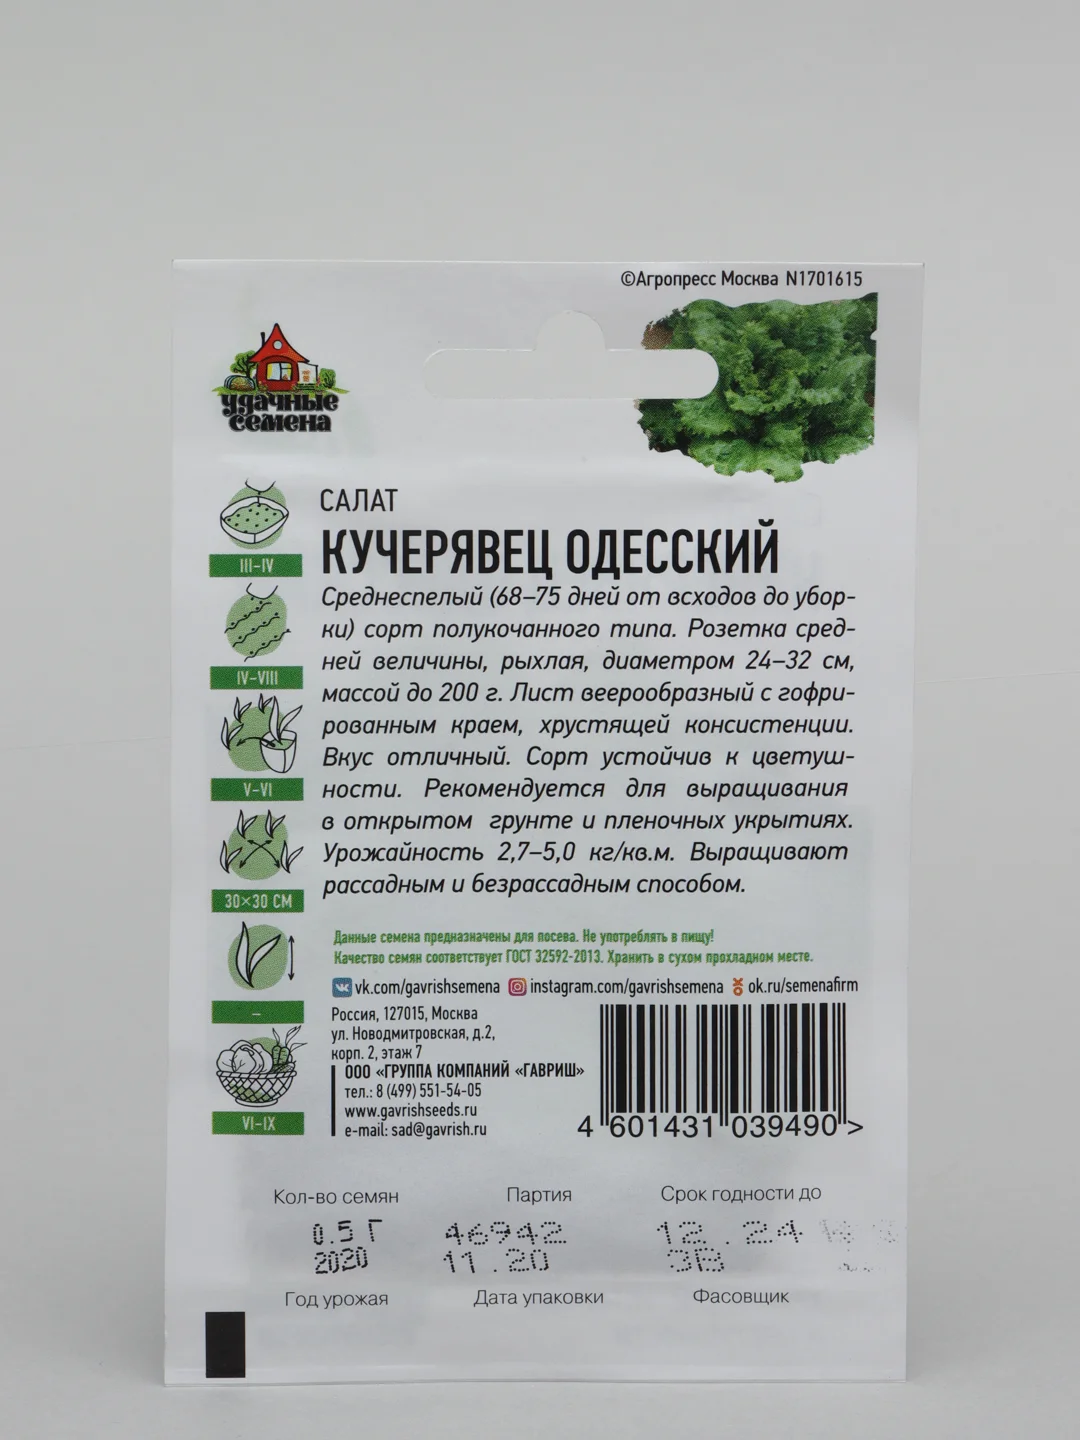 ©Агропресс Москва N1701615
удачные
семена
САЛАТ
КУЧЕРЯВЕЦ ОДЕССКИЙ
Среднеспелый (68–75 дней от всходов до убор-
ки) сорт полукочанного типа. Розетка сред-
ней величины, рыхлая, диаметром 24–32 см,
массой до 200 г. Лист веерообразный с гофри-
рованным краем, хрустящей консистенции.
Вкус отличный. Сорт устойчив к цветуш-
ности. Рекомендуется для выращивания
в открытом грунте и пленочных укрытиях.
Урожайность 2,7–5,0 кг/кв.м. Выращивают
рассадным и безрассадным способом.
III–IV
IV–VIII
V–VI
30×30 СМ
–
VI–IX
Данные семена предназначены для посева. Не употреблять в пищу!
Качество семян соответствует ГОСТ 32592-2013. Хранить в сухом прохладном месте.
vk.com/gavrishsemena instagram.com/gavrishsemena ok.ru/semenafirm
Россия, 127015, Москва
ул. Новодмитровская, д.2,
корп. 2, этаж 7
ООО «ГРУППА КОМПАНИЙ «ГАВРИШ»
тел.: 8 (499) 551-54-05
www.gavrishseeds.ru
e-mail: sad@gavrish.ru
4 601431 039490 >
Кол-во семян Партия Срок годности до
0.5 Г 46942 12.24
2020 11.20 ЗВ
Год урожая Дата упаковки Фасовщик